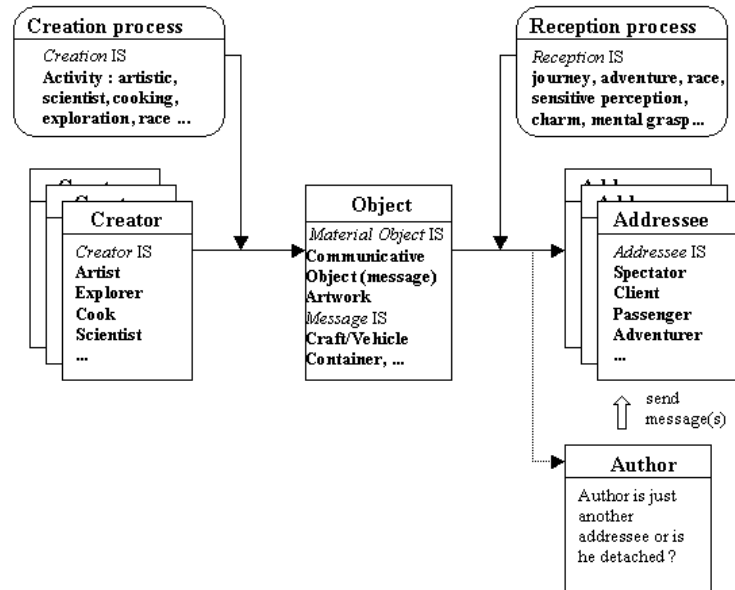 Creation process
Creation IS
Activity : artistic,
scientist, cooking,
exploration, race ...
Reception process
Reception IS
journey, adventure, race,
sensitive perception,
charm, mental grasp...
Creator
Creator IS
Artist
Explorer
Cook
Scientist
...
Object
Material Object IS
Communicative
Object (message)
Artwork
Message IS
Craft/Vehicle
Container, ...
Addressee
Addressee IS
Spectator
Client
Passenger
Adventurer
...
send
message(s)
Author
Author is just
another
addressee or is
he detached ?